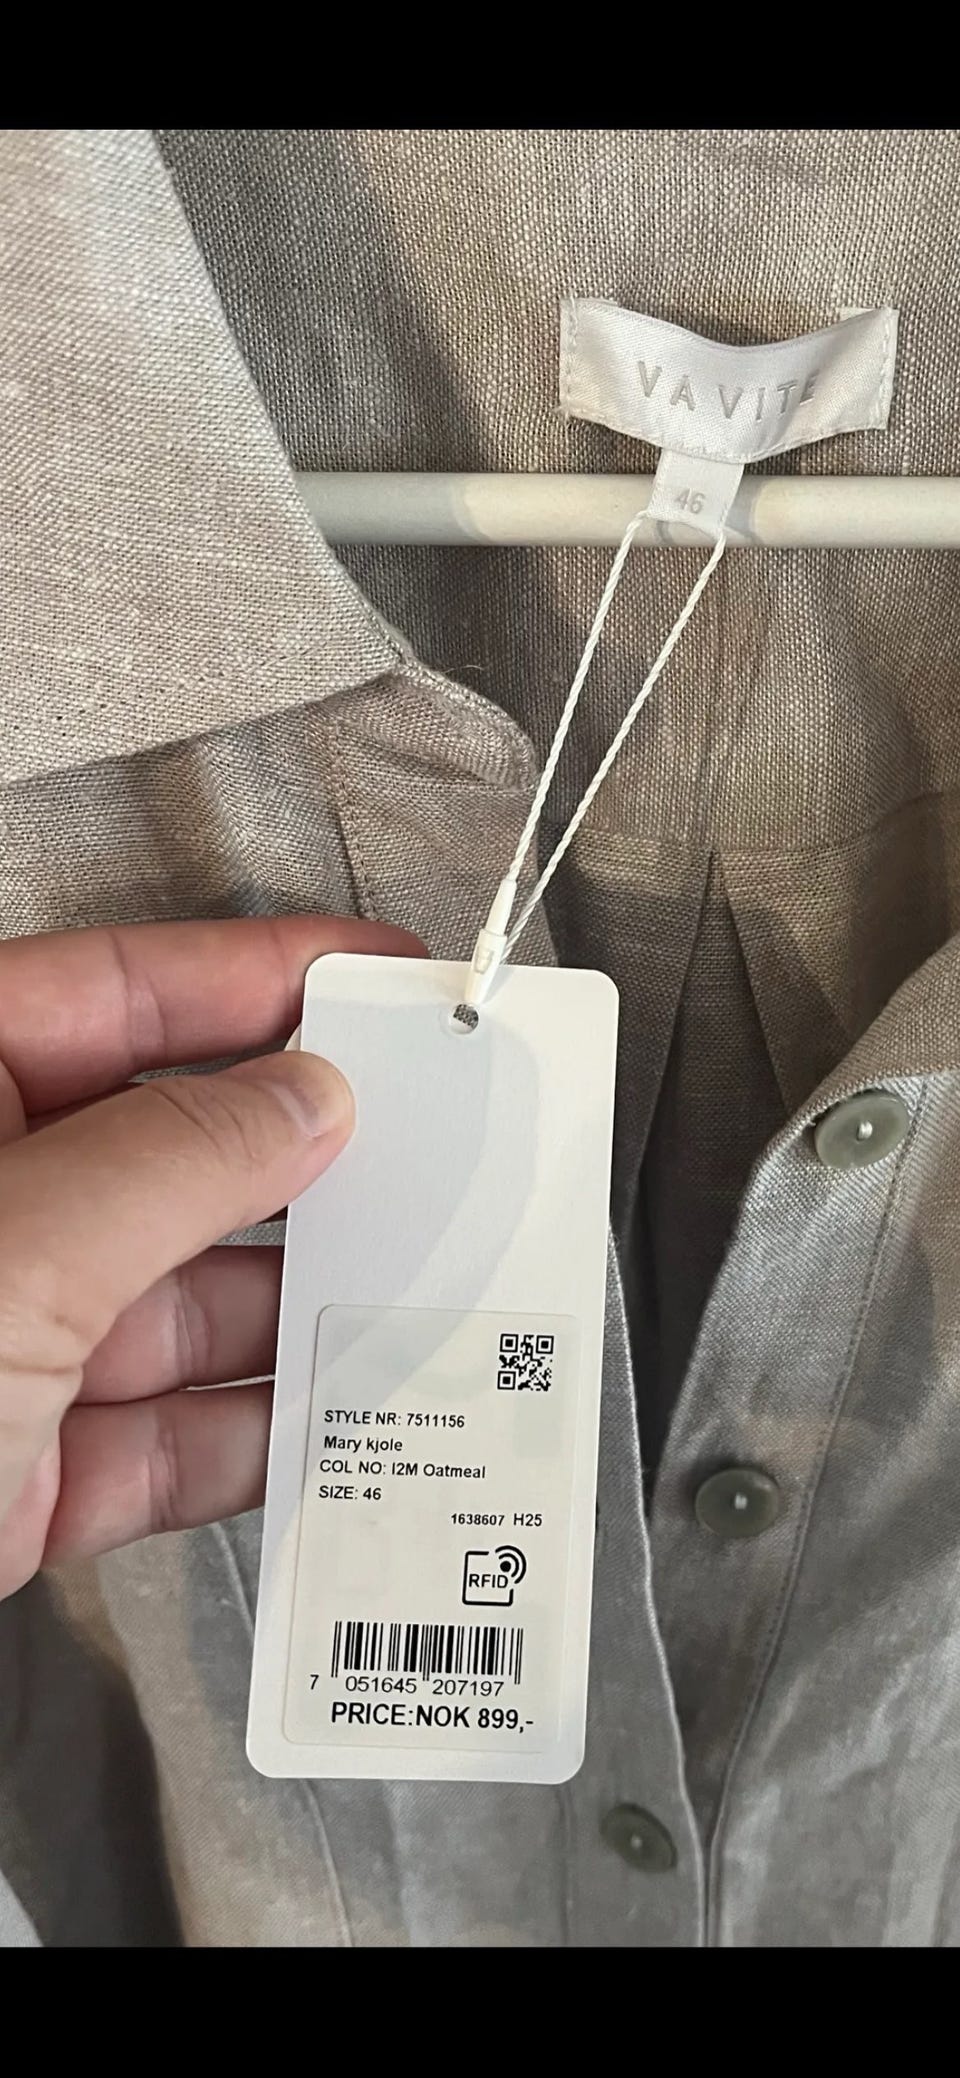 VA VITE
46
STYLE NR: 7511156
Mary kjole
COL NO: I2M Oatmeal
SIZE: 46
1638607 H25
RFID
7 051645 207197
PRICE:NOK 899,-